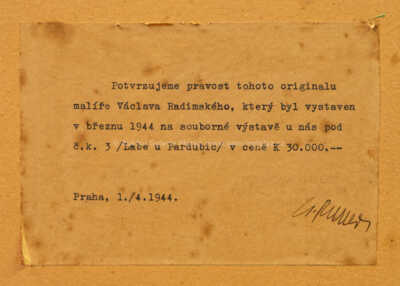 Potvrzujeme pravost tohoto originalu
malíře Václava Radimského, který byl vystaven
v březnu 1944 na souborné výstavě u nás pod
č.k. 3 /Labe u Pardubic/ v ceně K 30.000.--
Praha, 1./4.1944.